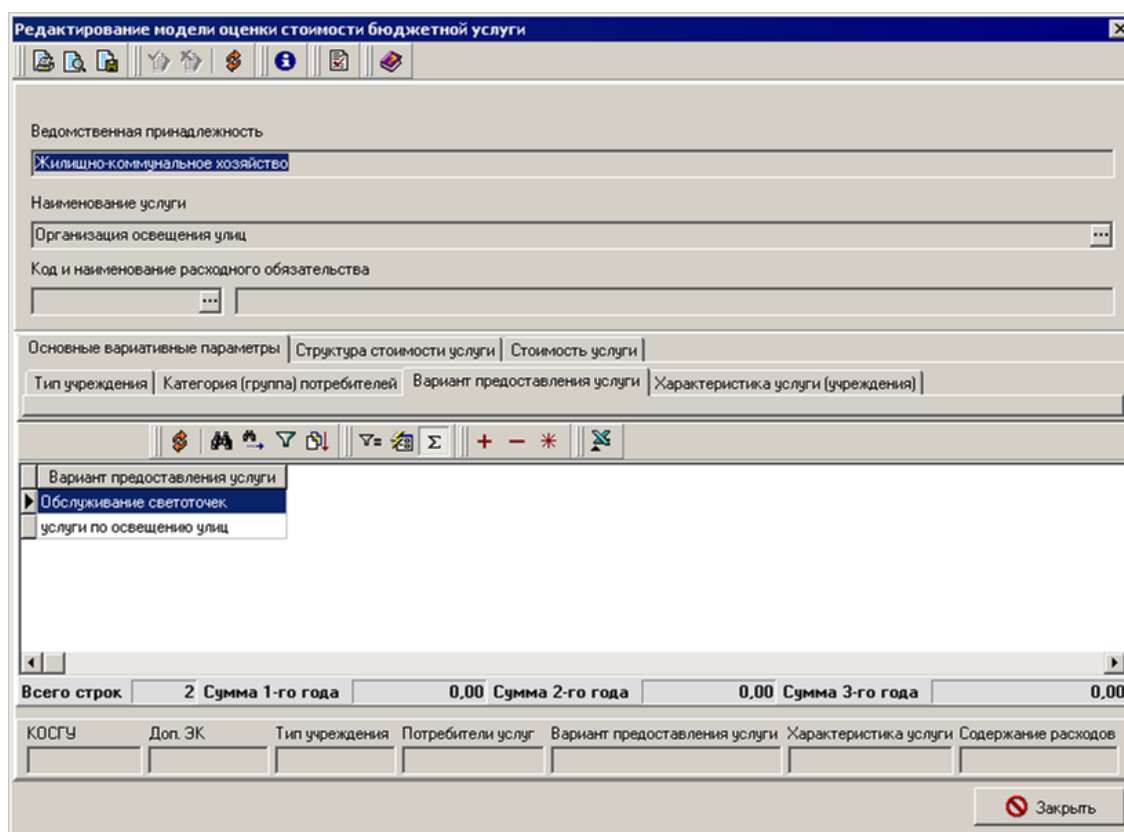 Редактирование модели оценки стоимости бюджетной услуги
Ведомственная принадлежность
Жилищно-коммунальное хозяйство
Наименование услуги
Организация освещения улиц
...
Код и наименование расходного обязательства
...
Основные вариативные параметры Структура стоимости услуги Стоимость услуги
Тип учреждения Категория (группа) потребителей Вариант предоставления услуги Характеристика услуги (учреждения)
Вариант предоставления услуги
Обслуживание светоточек
услуги по освещению улиц
Всего строк 2 Сумма 1-го года 0,00 Сумма 2-го года 0,00 Сумма 3-го года 0,00
КОСГУ Доп. ЭК Тип учреждения Потребители услуг Вариант предоставления услуги Характеристика услуги Содержание расходов
Закрыть